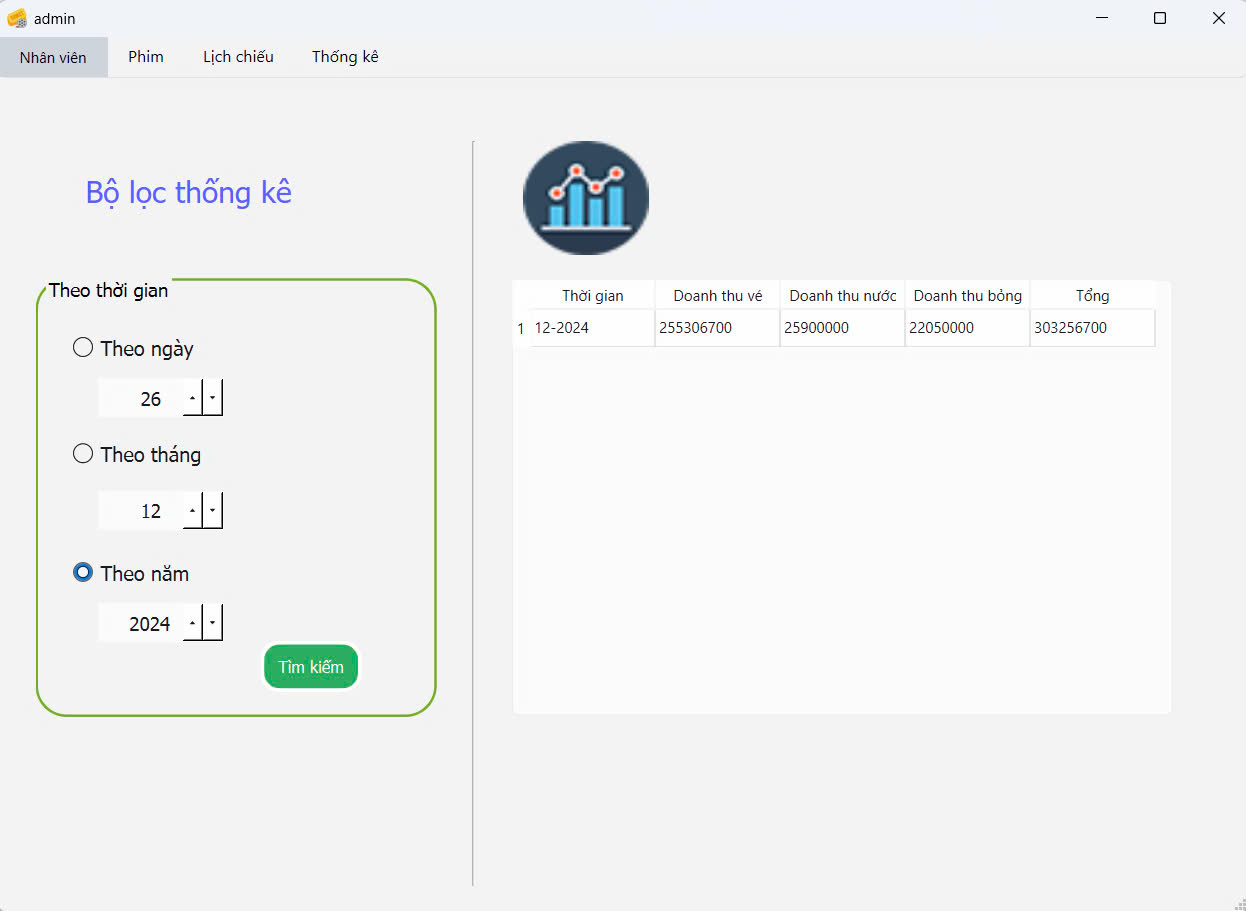 admin
Nhân viên Phim Lịch chiếu Thống kê
Bộ lọc thống kê
Theo thời gian
Theo ngày
26
Theo tháng
12
Theo năm
2024
Tìm kiếm
Thời gian Doanh thu vé Doanh thu nước Doanh thu bỏng Tổng
1 12-2024 255306700 25900000 22050000 303256700